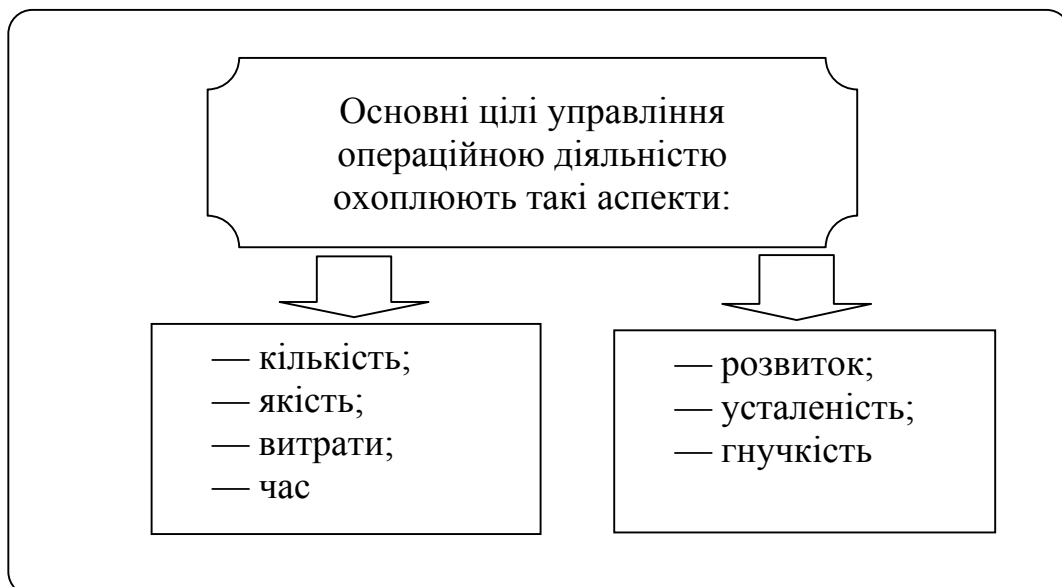 Основні цілі управління
операційною діяльністю
охоплюють такі аспекти:
— кількість;
— якість;
— витрати;
— час
— розвиток;
— усталеність;
— гнучкість